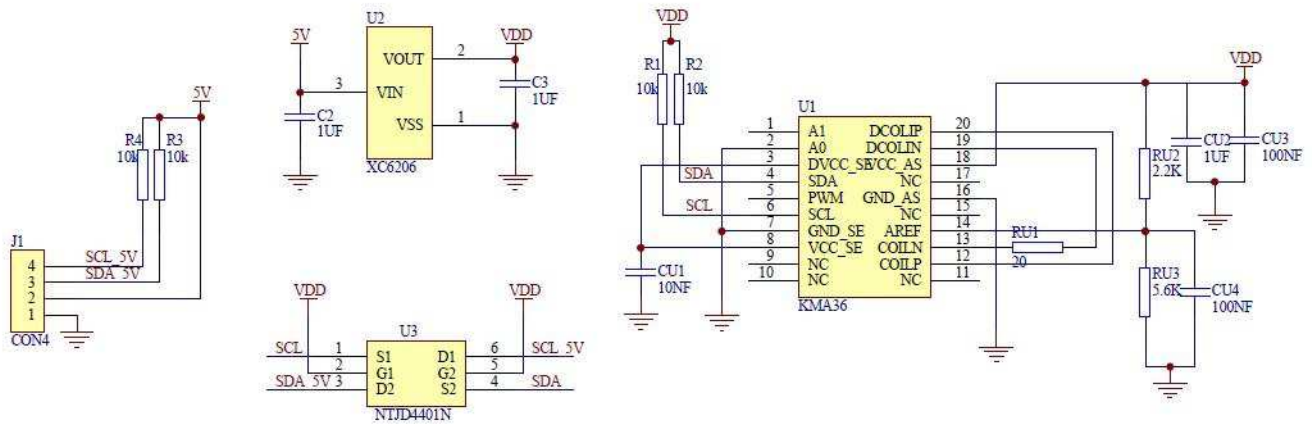 5V
R4
10k
R3
10k
J1
4
3
2
1
SCL_5V
SDA_5V
CON4
U2
5V
VDD
VOUT
2
3
VIN
VSS
1
C2
1UF
C3
1UF
XC6206
VDD
VDD
U3
SCL
1
S1
D1
6
SCL_5V
2
G1
G2
5
SDA_5V
3
D2
S2
4
SDA
NTJD4401N
VDD
R1
10k
R2
10k
U1
1
A1
DCOLIP
20
2
A0
DCOLIN
19
3
DVCC_SE
VCC_AS
18
SDA
4
SDA
NC
17
5
PWM
GND_AS
16
SCL
6
SCL
NC
15
7
GND_SE
AREF
14
8
VCC_SE
COILN
13
9
NC
COILP
12
10
NC
NC
11
KMA36
CU1
10NF
RU1
20
VDD
RU2
2.2K
CU2
1UF
CU3
100NF
RU3
5.6K
CU4
100NF